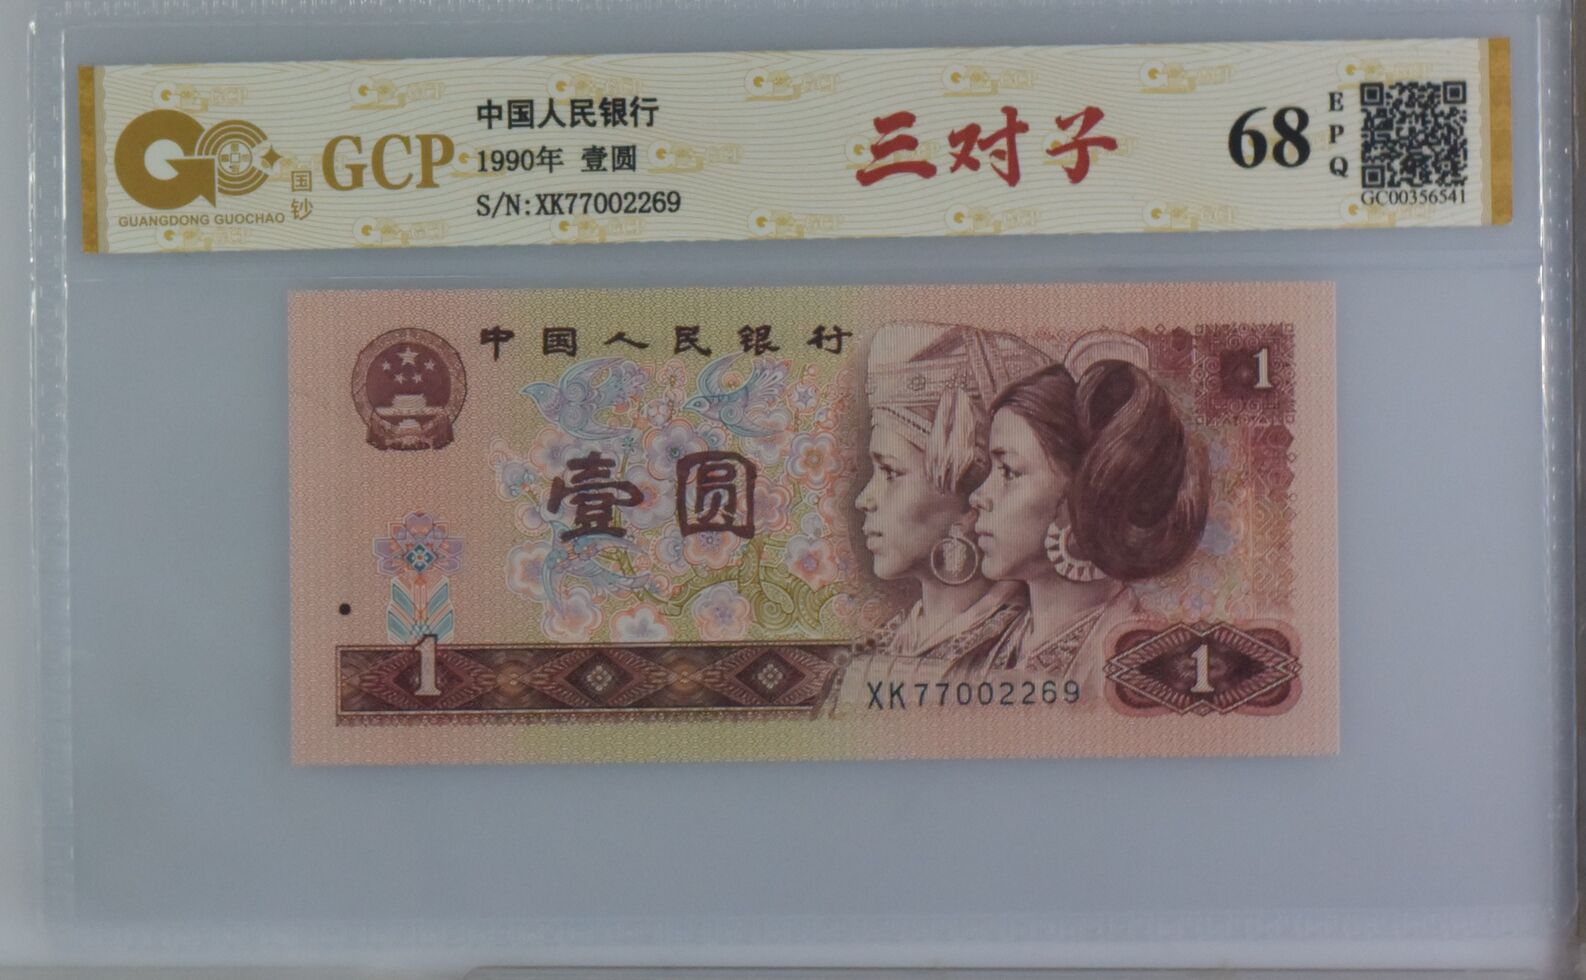 GCP
国钞
GUANGDONG GUOCHAO
中国人民银行
1990年 壹圆
S/N:XK77002269
三对子
68
EPQ
GC00356541
中国人民银行
1
壹圆
1
XK77002269
1